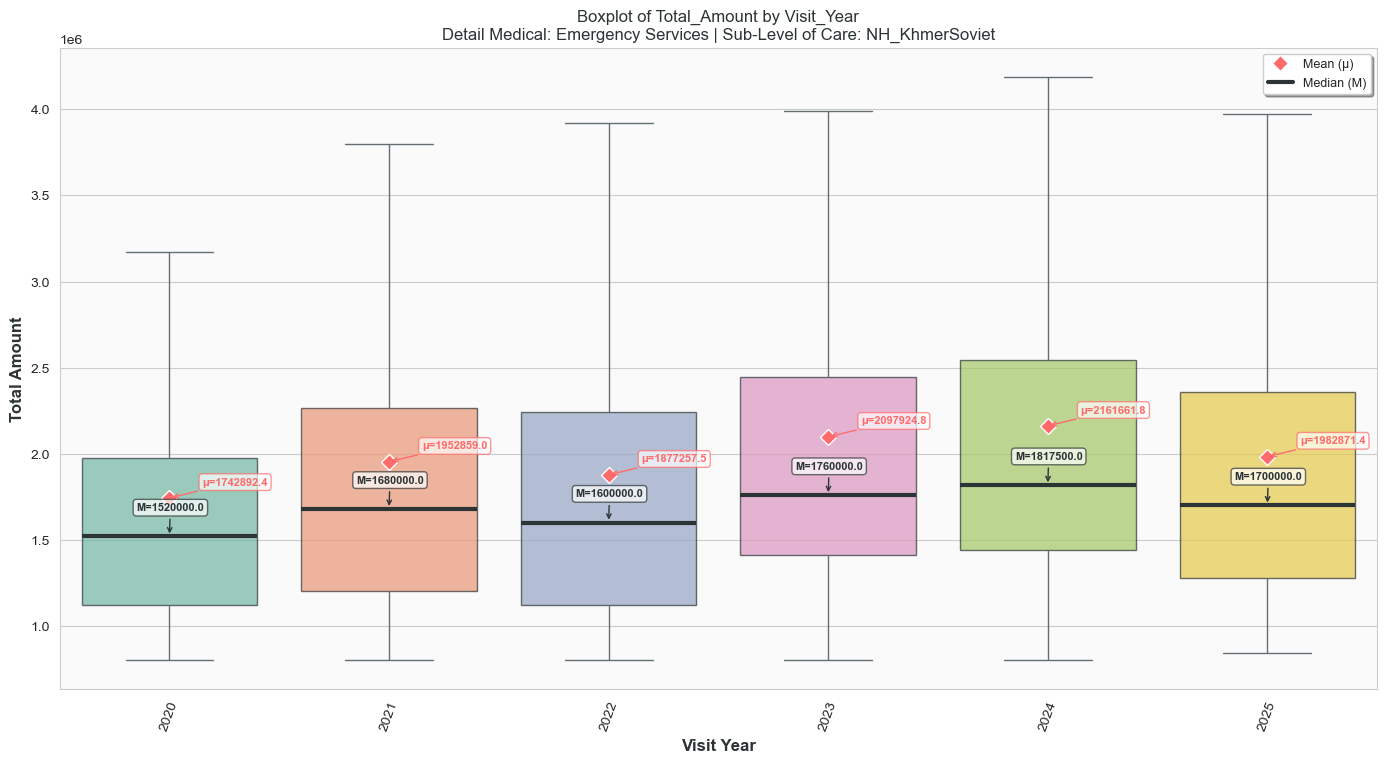 Boxplot of Total_Amount by Visit_Year
Detail Medical: Emergency Services | Sub-Level of Care: NH_KhmerSoviet
1e6
Mean (μ)
Median (M)
4.0
3.5
3.0
2.5
2.0
1.5
1.0
Total Amount
μ=1742892.4
M=1520000.0
μ=1952859.0
M=1680000.0
μ=1877257.5
M=1600000.0
μ=2097924.8
M=1760000.0
μ=2161661.8
M=1817500.0
μ=1982871.4
M=1700000.0
2020
2021
2022
2023
2024
2025
Visit Year